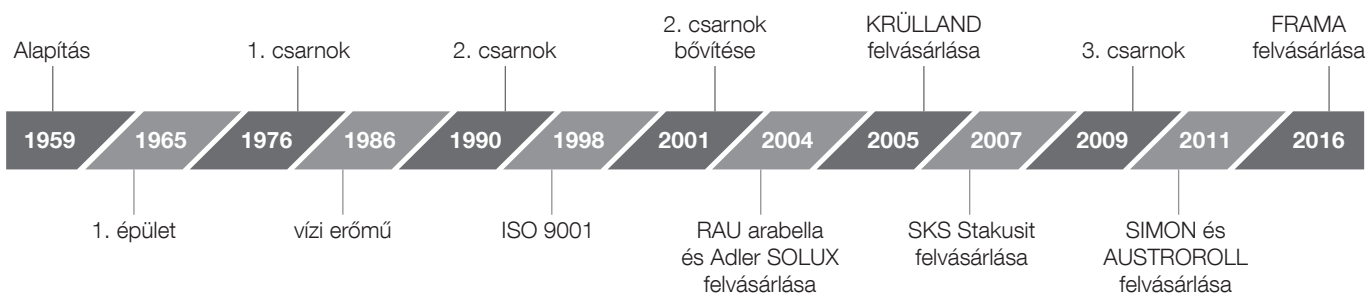 Alapítás
1. csarnok
2. csarnok
2. csarnok
bővítése
KRÜLLAND
felvásárlása
3. csarnok
FRAMA
felvásárlása
1959
1965
1976
1986
1990
1998
2001
2004
2005
2007
2009
2011
2016
1. épület
vízi erőmű
ISO 9001
RAU arabella
és Adler SOLUX
felvásárlása
SKS Stakusit
felvásárlása
SIMON és
AUSTROROLL
felvásárlása